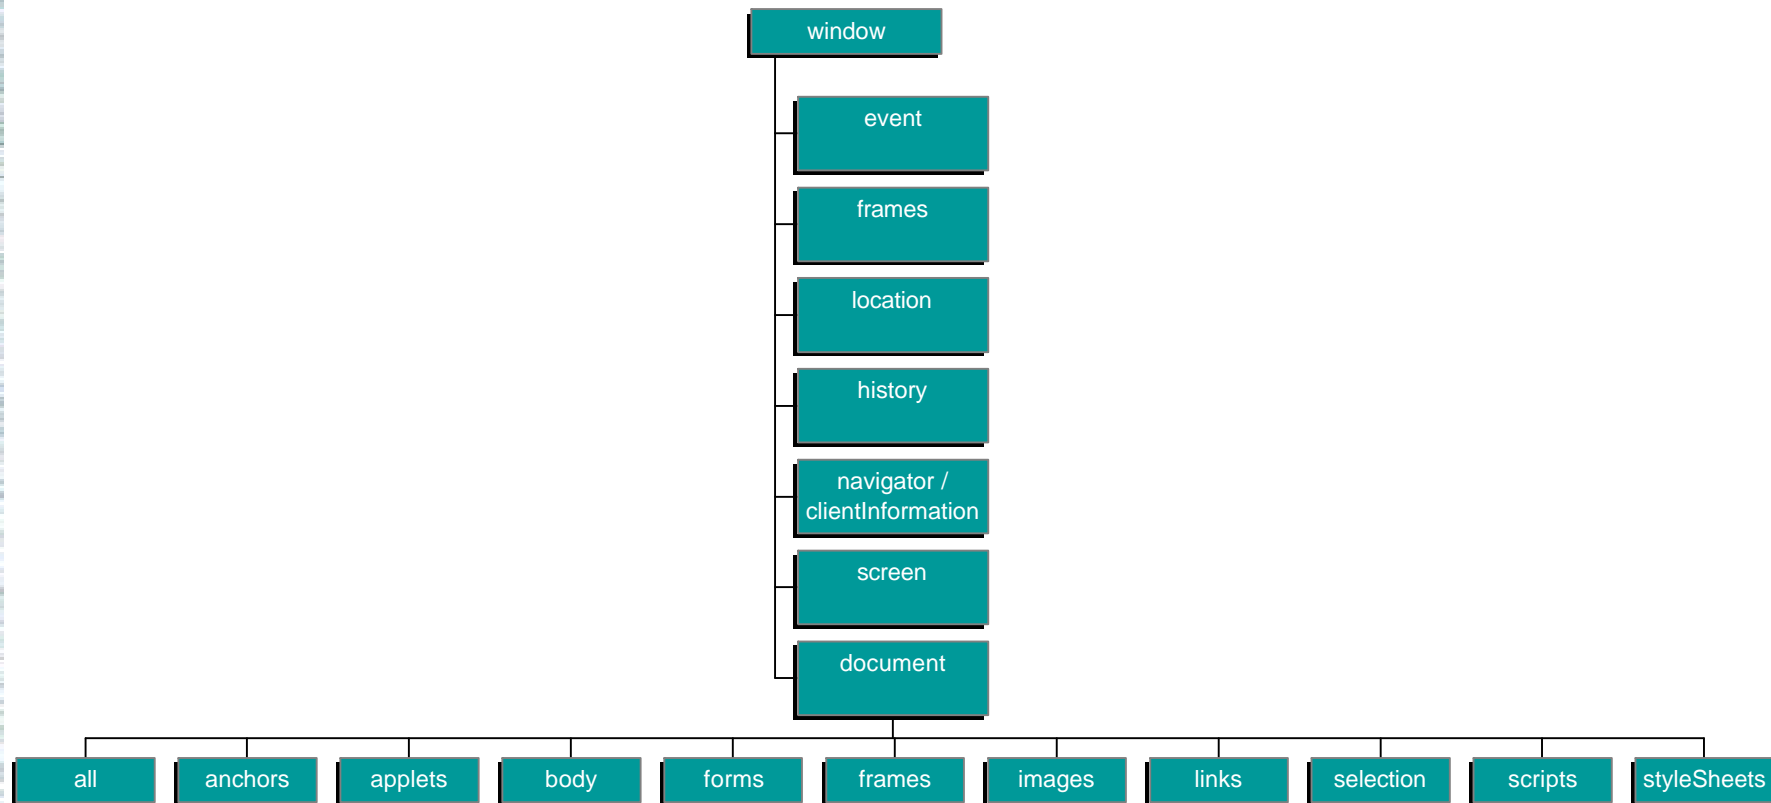 window
event
frames
location
history
navigator /
clientInformation
screen
document
all
anchors
applets
body
forms
frames
images
links
selection
scripts
styleSheets